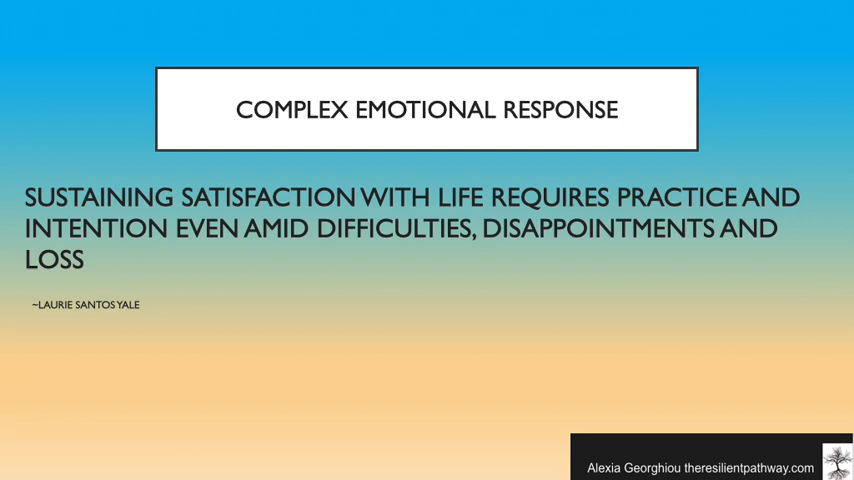 COMPLEX EMOTIONAL RESPONSE
SUSTAINING SATISFACTION WITH LIFE REQUIRES PRACTICE AND
INTENTION EVEN AMID DIFFICULTIES, DISAPPOINTMENTS AND
LOSS
~LAURIE SANTOS YALE
Alexia Georghiou theresilientpathway.com